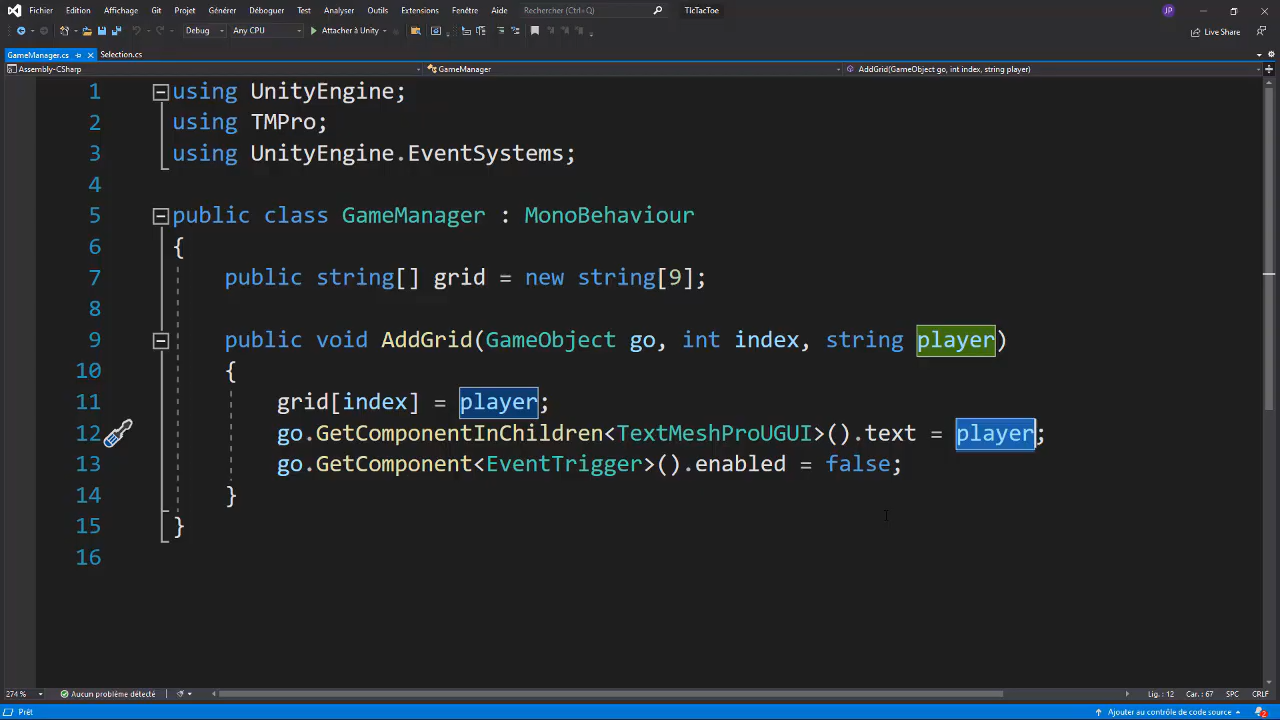 Fichier Edition Affichage Git Projet Générer Déboguer Test Analyser Outils Extensions Fenêtre Aide Rechercher (Ctrl+Q) TicTacToe JP
Debug Any CPU Attacher à Unity Live Share
GameManager.cs Selection.cs
Assembly-CSharp GameManager AddGrid(GameObject go, int index, string player)
1 using UnityEngine;
2 using TMPro;
3 using UnityEngine.EventSystems;
4
5 public class GameManager : MonoBehaviour
6 {
7 public string[] grid = new string[9];
8
9 public void AddGrid(GameObject go, int index, string player)
10 {
11 grid[index] = player;
12 go.GetComponentInChildren<TextMeshProUGUI>().text = player;
13 go.GetComponent<EventTrigger>().enabled = false;
14 }
15 }
16
274 % Aucun problème détecté Lig. : 12 Car. : 67 SPC CRLF
Prêt Ajouter au contrôle de code source 2